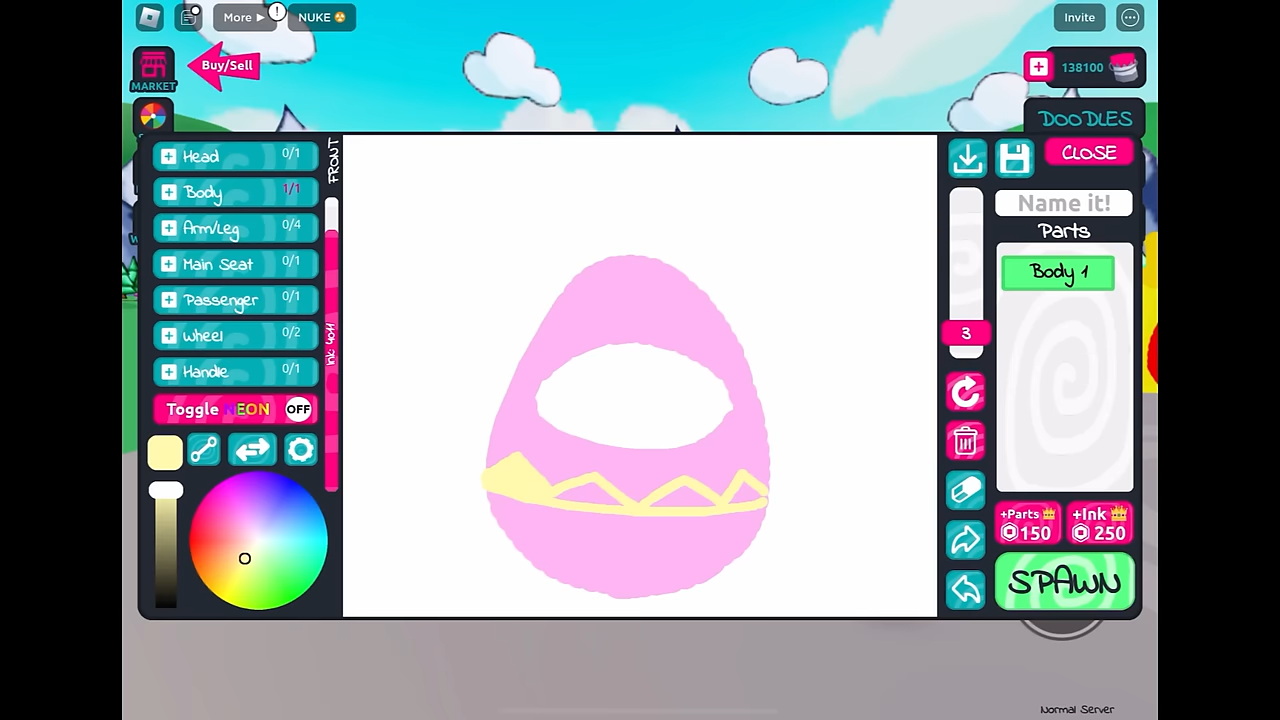 More ▶
!
NUKE ☢️
Invite
Buy/Sell
MARKET
138100
DOODLES
FRONT
Head 0/1
Body 1/1
Arm/Leg 0/4
Main Seat 0/1
Passenger 0/1
Wheel 0/2
Handle 0/1
Toggle NEON OFF
CLOSE
Name it!
Parts
Body 1
3
+Parts 150
+Ink 250
SPAWN
Normal Server